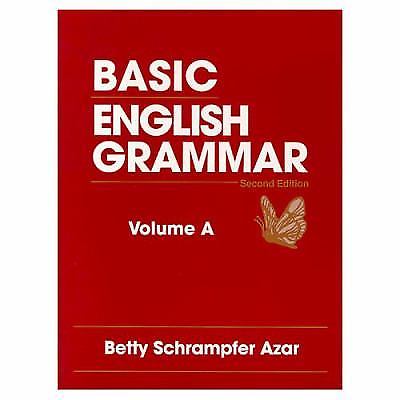 BASIC
ENGLISH
GRAMMAR
Second Edition
Volume A
Betty Schrampfer Azar